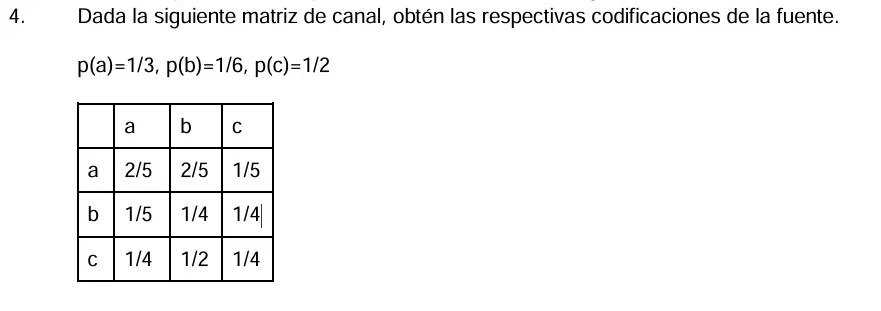 4. Dada la siguiente matriz de canal, obtén las respectivas codificaciones de la fuente.
p(a)=1/3, p(b)=1/6, p(c)=1/2
a b c
a 2/5 2/5 1/5
b 1/5 1/4 1/4
c 1/4 1/2 1/4